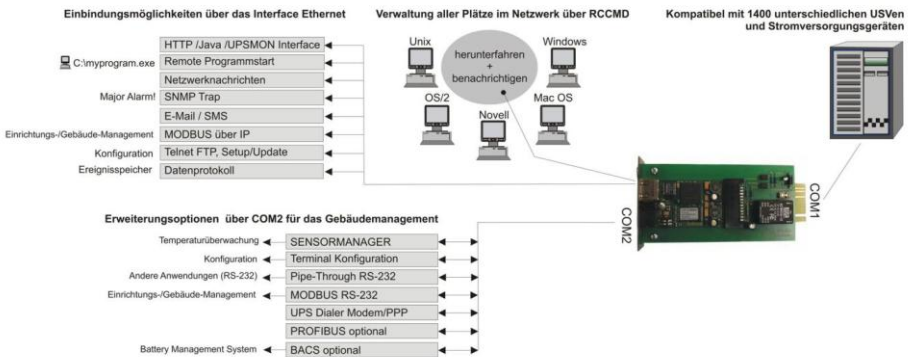 Einbindungsmöglichkeiten über das Interface Ethernet
Verwaltung aller Plätze im Netzwerk über RCCMD
Kompatibel mit 1400 unterschiedlichen USVen
und Stromversorgungsgeräten
HTTP /Java /UPSMON Interface
C:\myprogram.exe Remote Programmstart
Netzwerknachrichten
Major Alarm! SNMP Trap
E-Mail / SMS
Einrichtungs-/Gebäude-Management MODBUS über IP
Konfiguration Telnet FTP, Setup/Update
Ereignisspeicher Datenprotokoll
Unix
Windows
herunterfahren
+
benachrichtigen
OS/2
Mac OS
Novell
COM1
COM2
Erweiterungsoptionen über COM2 für das Gebäudemanagement
Temperaturüberwachung SENSORMANAGER
Konfiguration Terminal Konfiguration
Andere Anwendungen (RS-232) Pipe-Through RS-232
Einrichtungs-/Gebäude-Management MODBUS RS-232
UPS Dialer Modem/PPP
PROFIBUS optional
Battery Management System BACS optional